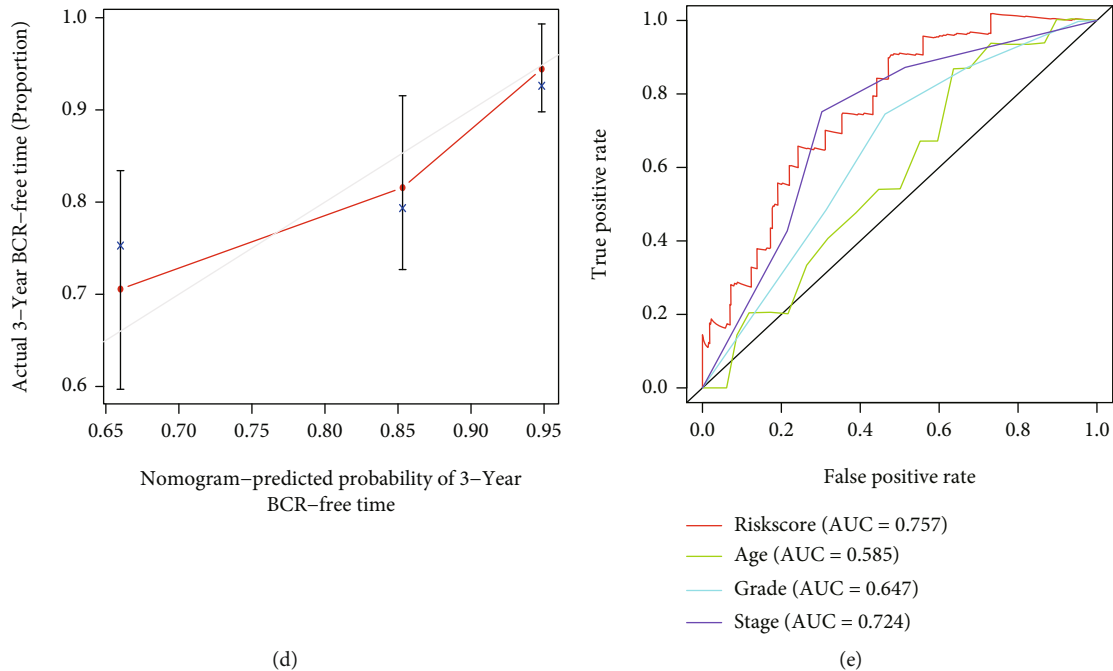 Actual 3−Year BCR−free time (Proportion)
1.0
0.9
0.8
0.7
0.6
0.65 0.70 0.75 0.80 0.85 0.90 0.95
Nomogram−predicted probability of 3−Year
BCR−free time
(d)
True positive rate
1.0
0.8
0.6
0.4
0.2
0.0
0.0 0.2 0.4 0.6 0.8 1.0
False positive rate
Riskscore (AUC = 0.757)
Age (AUC = 0.585)
Grade (AUC = 0.647)
Stage (AUC = 0.724)
(e)